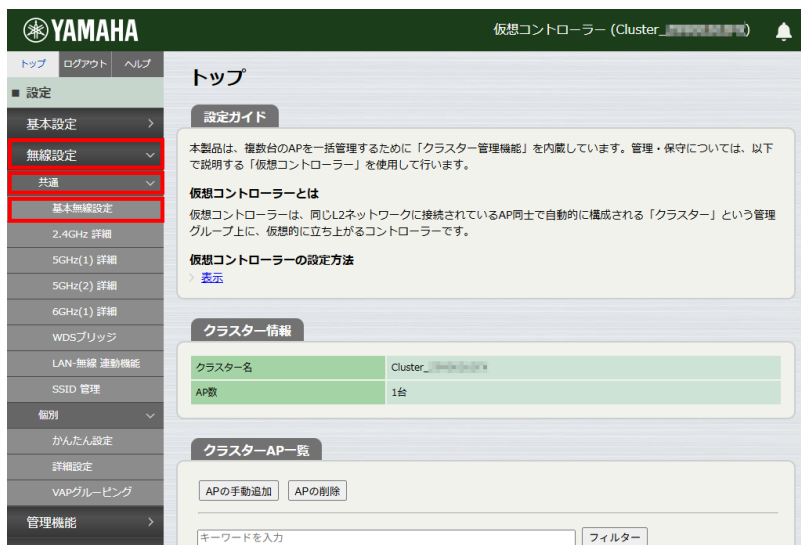 YAMAHA
仮想コントローラー (Cluster_ )
トップ ログアウト ヘルプ
■ 設定
基本設定
無線設定
共通
基本無線設定
2.4GHz 詳細
5GHz(1) 詳細
5GHz(2) 詳細
6GHz(1) 詳細
WDSブリッジ
LAN-無線 連動機能
SSID 管理
個別
かんたん設定
詳細設定
VAPグルーピング
管理機能
トップ
設定ガイド
本製品は、複数台のAPを一括管理するために「クラスター管理機能」を内蔵しています。管理・保守については、以下
で説明する「仮想コントローラー」を使用して行います。
仮想コントローラーとは
仮想コントローラーは、同じL2ネットワークに接続されているAP同士で自動的に構成される「クラスター」という管理
グループ上に、仮想的に立ち上がるコントローラーです。
仮想コントローラーの設定方法
表示
クラスター情報
クラスター名 Cluster_
AP数 1台
クラスターAP一覧
APの手動追加 APの削除
キーワードを入力 フィルター